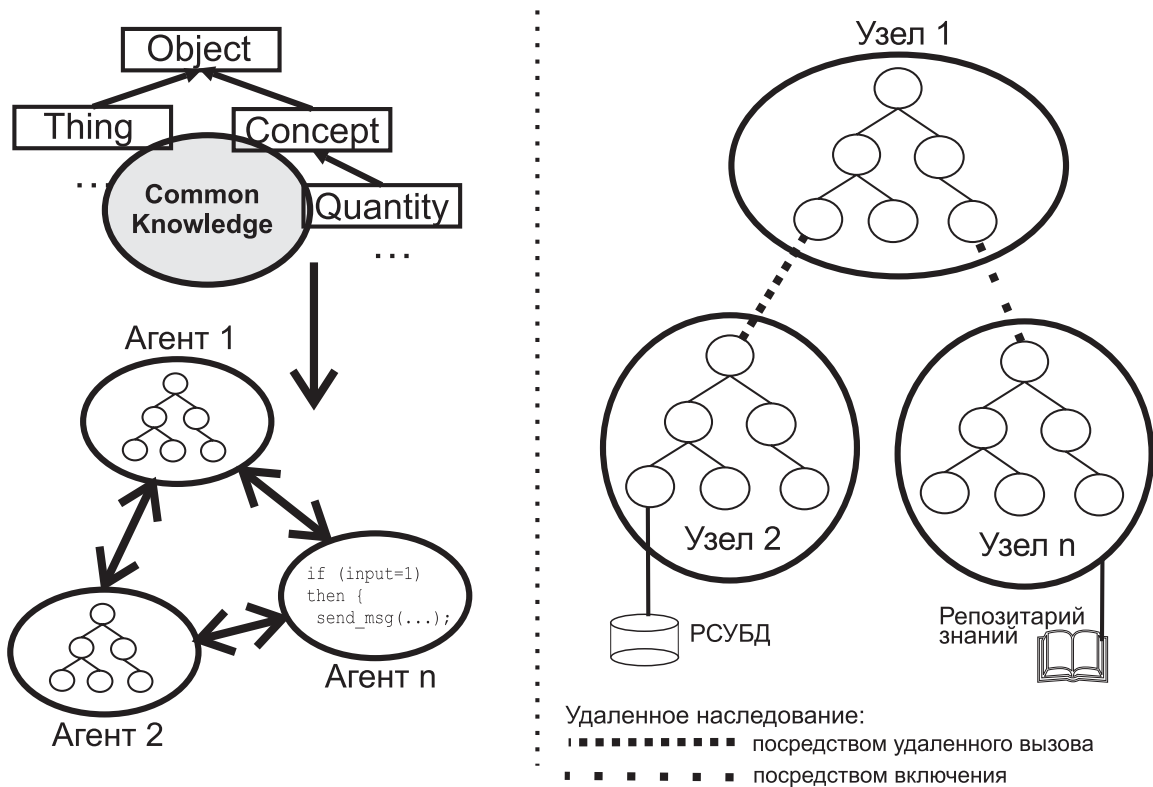 Object
Thing
Concept
...
Common
Knowledge
Quantity
...
Агент 1
if (input=1)
then {
send_msg(...);
Агент n
Агент 2
Узел 1
Узел 2
Узел n
РСУБД
Репозитарий
знаний
Удаленное наследование:
посредством удаленного вызова
посредством включения